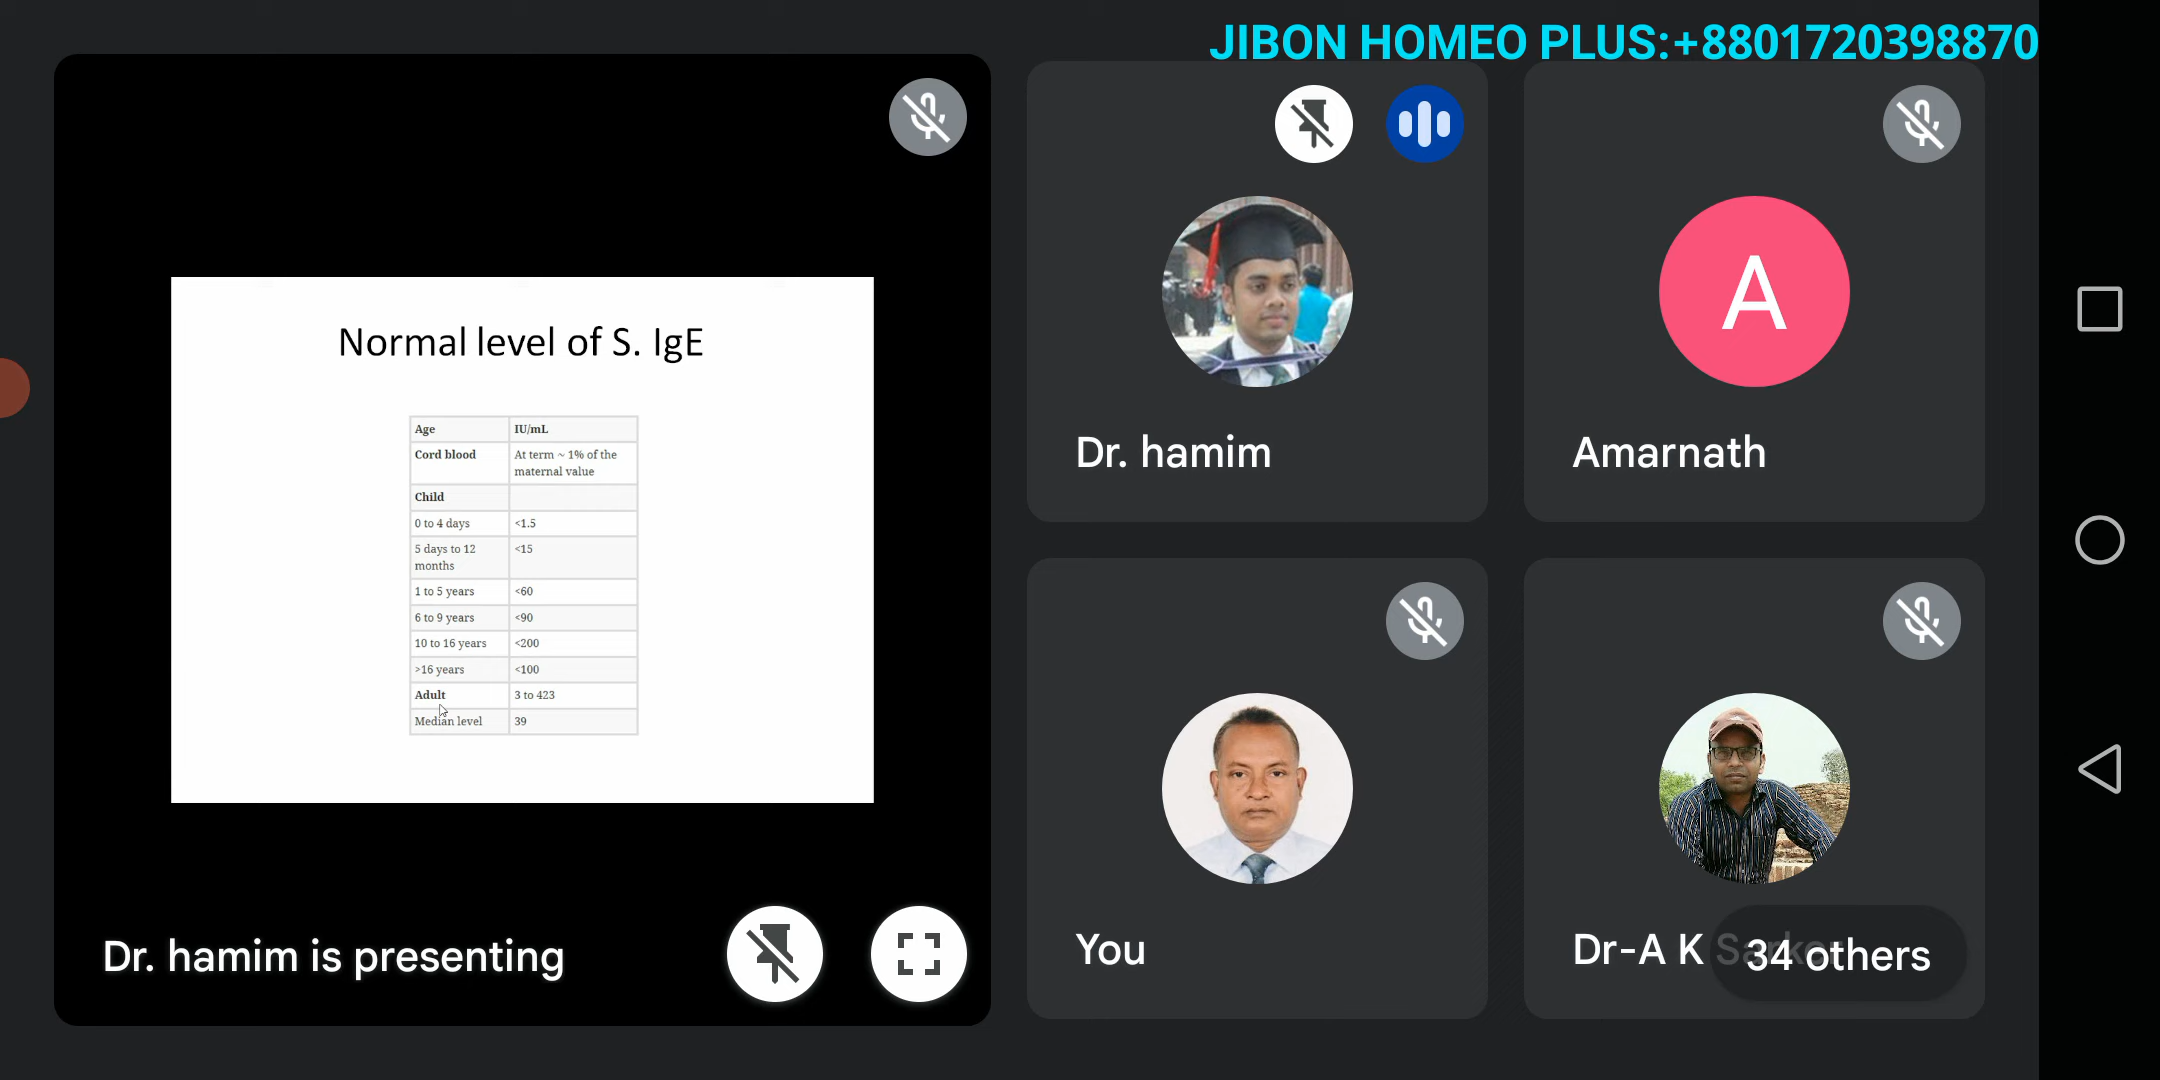 JIBON HOMEO PLUS:+8801720398870
Normal level of S. IgE
Age IU/mL
Cord blood At term ~ 1% of the
maternal value
Child
0 to 4 days <1.5
5 days to 12 <15
months
1 to 5 years <60
6 to 9 years <90
10 to 16 years <200
>16 years <100
Adult 3 to 423
Median level 39
Dr. hamim is presenting
Dr. hamim
A
Amarnath
You
Dr-A K
34 others